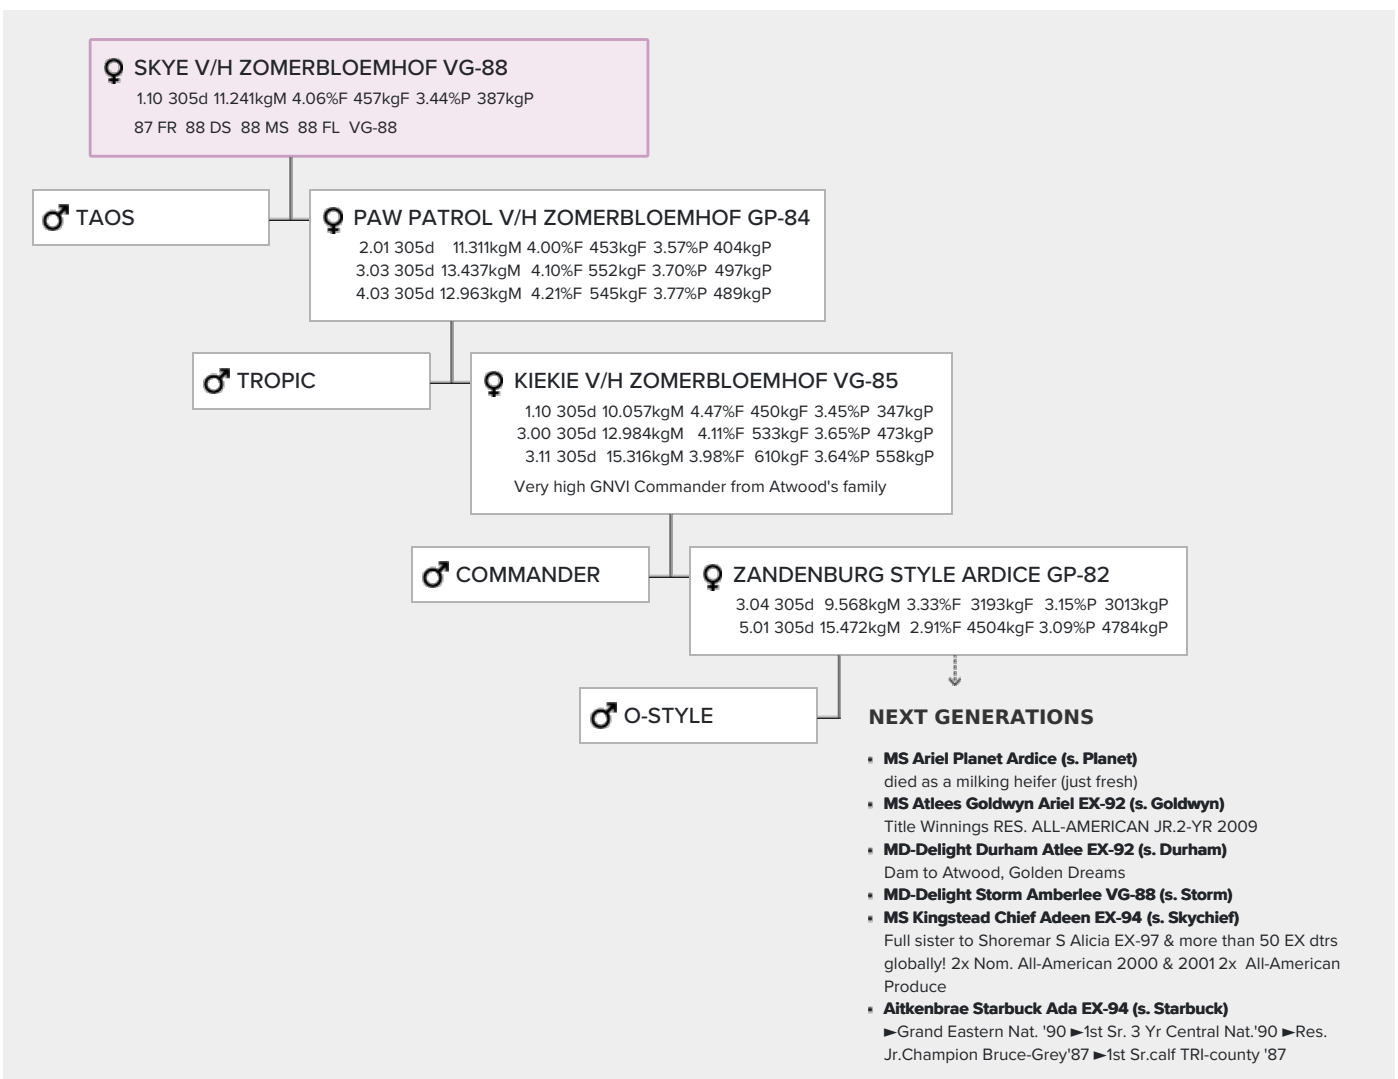 SKYE V/H ZOMERBLOEMHOF VG-88
1.10 305d 11.241kgM 4.06%F 457kgF 3.44%P 387kgP
87 FR 88 DS 88 MS 88 FL VG-88
TAOS
PAW PATROL V/H ZOMERBLOEMHOF GP-84
2.01 305d 11.311kgM 4.00%F 453kgF 3.57%P 404kgP
3.03 305d 13.437kgM 4.10%F 552kgF 3.70%P 497kgP
4.03 305d 12.963kgM 4.21%F 545kgF 3.77%P 489kgP
TROPIC
KIEKIE V/H ZOMERBLOEMHOF VG-85
1.10 305d 10.057kgM 4.47%F 450kgF 3.45%P 347kgP
3.00 305d 12.984kgM 4.11%F 533kgF 3.65%P 473kgP
3.11 305d 15.316kgM 3.98%F 610kgF 3.64%P 558kgP
Very high GNVI Commander from Atwood's family
COMMANDER
ZANDENBURG STYLE ARDICE GP-82
3.04 305d 9.568kgM 3.33%F 3193kgF 3.15%P 3013kgP
5.01 305d 15.472kgM 2.91%F 4504kgF 3.09%P 4784kgP
O-STYLE
NEXT GENERATIONS
▪ MS Ariel Planet Ardice (s. Planet)
died as a milking heifer (just fresh)
▪ MS Atlees Goldwyn Ariel EX-92 (s. Goldwyn)
Title Winnings RES. ALL-AMERICAN JR.2-YR 2009
▪ MD-Delight Durham Atlee EX-92 (s. Durham)
Dam to Atwood, Golden Dreams
▪ MD-Delight Storm Amberlee VG-88 (s. Storm)
▪ MS Kingstead Chief Adeen EX-94 (s. Skychief)
Full sister to Shoremar S Alicia EX-97 & more than 50 EX dtrs
globally! 2x Nom. All-American 2000 & 2001 2x All-American
Produce
▪ Aitkenbrae Starbuck Ada EX-94 (s. Starbuck)
►Grand Eastern Nat. '90 ►1st Sr. 3 Yr Central Nat.'90 ►Res.
Jr.Champion Bruce-Grey'87 ►1st Sr.calf TRI-county '87